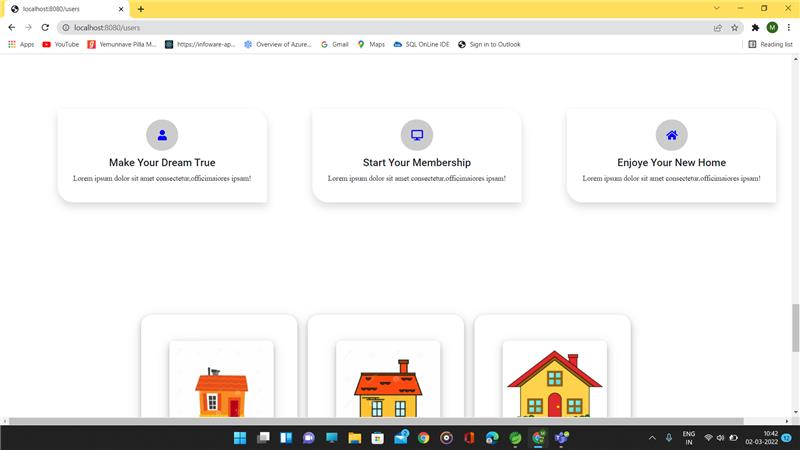 localhost:8080/users
localhost:8080/users
Apps
YouTube
Yemunnave Pilla M...
https://infoware-ap...
Overview of Azure...
Gmail
Maps
SQL OnLine IDE
Sign in to Outlook
Reading list
Make Your Dream True
Lorem ipsum dolor sit amet consectetur,officimaiores ipsam!
Start Your Membership
Lorem ipsum dolor sit amet consectetur,officimaiores ipsam!
Enjoye Your New Home
Lorem ipsum dolor sit amet consectetur,officimaiores ipsam!
ENG
IN
10:42
02-03-2022